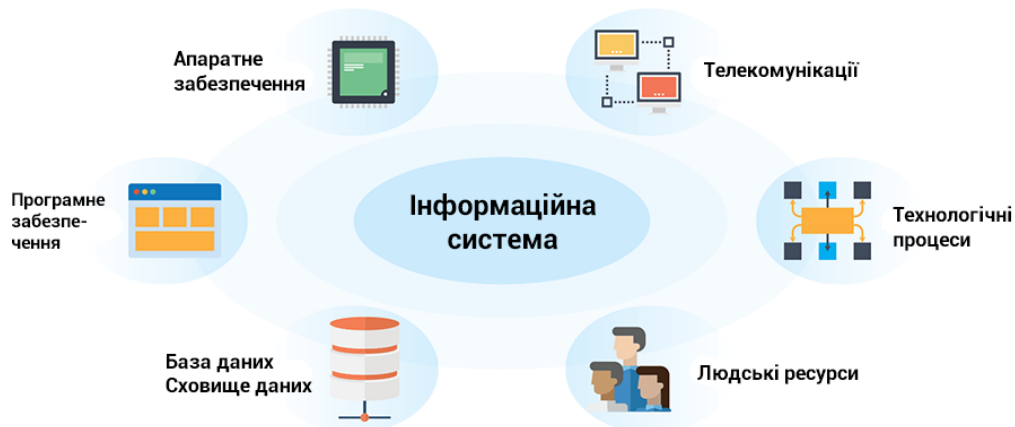 Апаратне
забезпечення
Телекомунікації
Програмне
забезпе-
чення
Інформаційна
система
Технологічні
процеси
База даних
Сховище даних
Людські ресурси